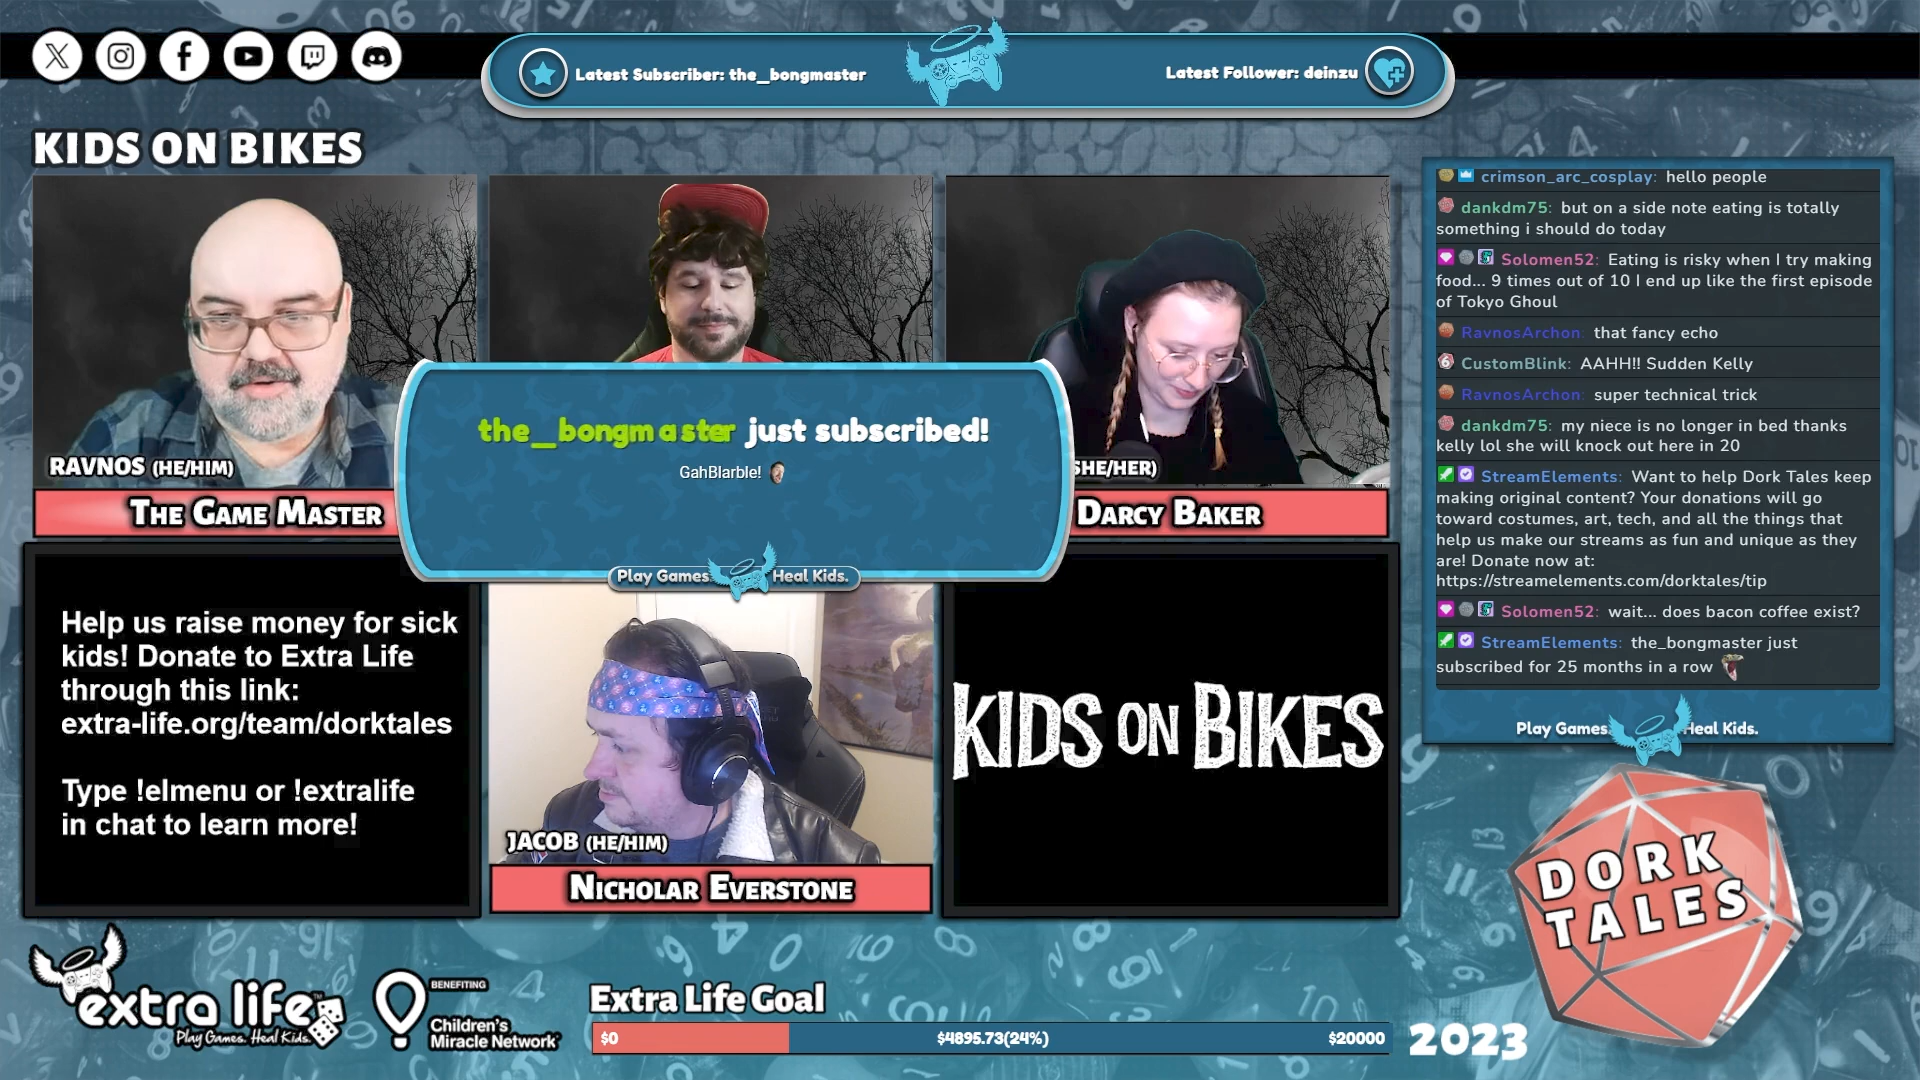 Latest Subscriber: the_bongmaster
Latest Follower: deinzu
KIDS ON BIKES
RAVNOS (HE/HIM)
THE GAME MASTER
SHE/HER)
DARCY BAKER
the_bongmaster just subscribed!
GahBlarble!
Play Games
Heal Kids.
Help us raise money for sick
kids! Donate to Extra Life
through this link:
extra-life.org/team/dorktales
Type !elmenu or !extralife
in chat to learn more!
JACOB (HE/HIM)
NICHOLAR EVERSTONE
KIDS ON BIKES
crimson_arc_cosplay: hello people
dankdm75: but on a side note eating is totally
something i should do today
Solomen52: Eating is risky when I try making
food... 9 times out of 10 I end up like the first episode
of Tokyo Ghoul
RavnosArchon: that fancy echo
CustomBlink: AAHH!! Sudden Kelly
RavnosArchon: super technical trick
dankdm75: my niece is no longer in bed thanks
kelly lol she will knock out here in 20
StreamElements: Want to help Dork Tales keep
making original content? Your donations will go
toward costumes, art, tech, and all the things that
help us make our streams as fun and unique as they
are! Donate now at:
https://streamelements.com/dorktales/tip
Solomen52: wait... does bacon coffee exist?
StreamElements: the_bongmaster just
subscribed for 25 months in a row
Play Games
Heal Kids.
DORK
TALES
extra life
Play Games. Heal Kids.
BENEFITING
Children's
Miracle Network
Extra Life Goal
$0
$4895.73(24%)
$20000
2023